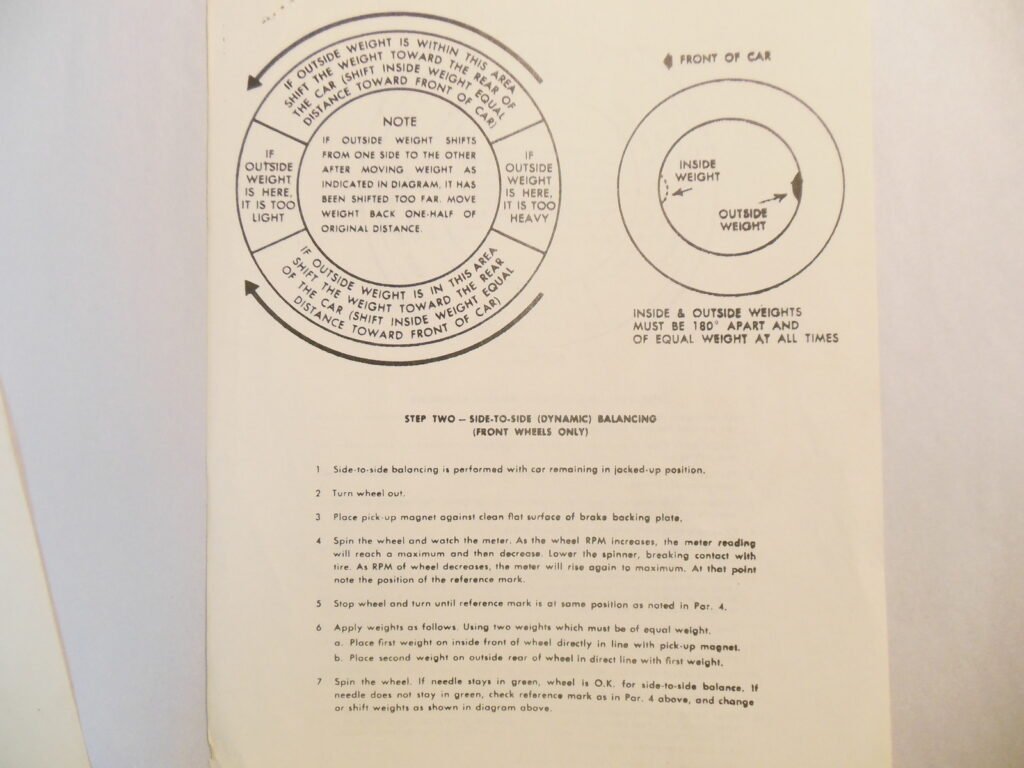 IF OUTSIDE WEIGHT IS WITHIN THIS AREA
SHIFT THE WEIGHT TOWARD THE REAR OF
THE CAR (SHIFT INSIDE WEIGHT EQUAL
DISTANCE TOWARD FRONT OF CAR)
IF
OUTSIDE
WEIGHT
IS HERE,
IT IS TOO
LIGHT
NOTE
IF OUTSIDE WEIGHT SHIFTS
FROM ONE SIDE TO THE OTHER
AFTER MOVING WEIGHT AS
INDICATED IN DIAGRAM, IT HAS
BEEN SHIFTED TOO FAR. MOVE
WEIGHT BACK ONE-HALF OF
ORIGINAL DISTANCE.
IF
OUTSIDE
WEIGHT
IS HERE,
IT IS TOO
HEAVY
IF OUTSIDE WEIGHT IS IN THIS AREA
SHIFT THE WEIGHT TOWARD THE REAR
OF THE CAR (SHIFT INSIDE WEIGHT EQUAL
DISTANCE TOWARD FRONT OF CAR)
FRONT OF CAR
INSIDE
WEIGHT
OUTSIDE
WEIGHT
INSIDE & OUTSIDE WEIGHTS
MUST BE 180° APART AND
OF EQUAL WEIGHT AT ALL TIMES
STEP TWO – SIDE-TO-SIDE (DYNAMIC) BALANCING
(FRONT WHEELS ONLY)
1 Side-to-side balancing is performed with car remaining in jacked-up position.
2 Turn wheel out.
3 Place pick-up magnet against clean flat surface of brake backing plate.
4 Spin the wheel and watch the meter. As the wheel RPM increases, the meter reading
will reach a maximum and then decrease. Lower the spinner, breaking contact with
tire. As RPM of wheel decreases, the meter will rise again to maximum. At that point
note the position of the reference mark.
5 Stop wheel and turn until reference mark is at same position as noted in Par. 4.
6 Apply weights as follows. Using two weights which must be of equal weight.
a. Place first weight on inside front of wheel directly in line with pick-up magnet.
b. Place second weight on outside rear of wheel in direct line with first weight.
7 Spin the wheel. If needle stays in green, wheel is O.K. for side-to-side balance. If
needle does not stay in green, check reference mark as in Par. 4 above, and change
or shift weights as shown in diagram above.